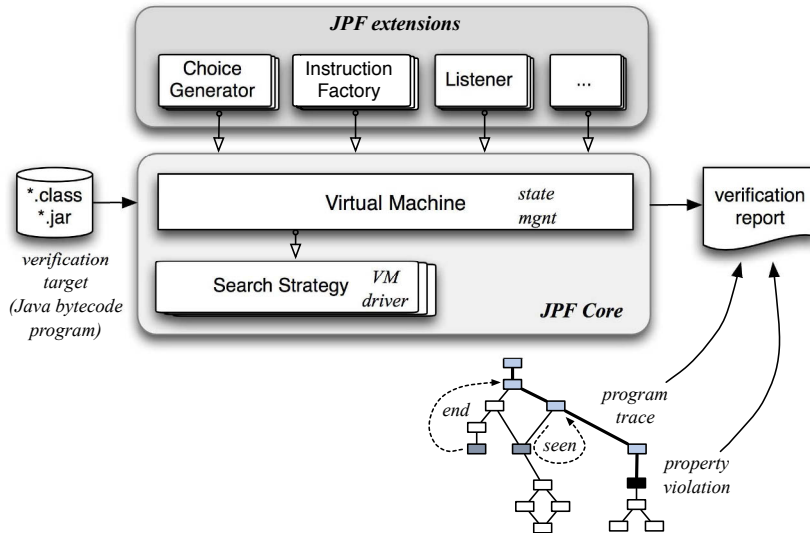 JPF extensions
Choice
Generator
Instruction
Factory
Listener
...
*.class
*.jar
verification
target
(Java bytecode
program)
Virtual Machine
state
mgnt
Search Strategy
VM
driver
JPF Core
verification
report
end
seen
program
trace
property
violation